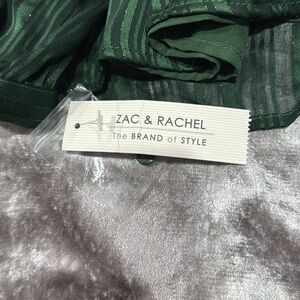 ZAC & RACHEL
The BRAND of STYLE